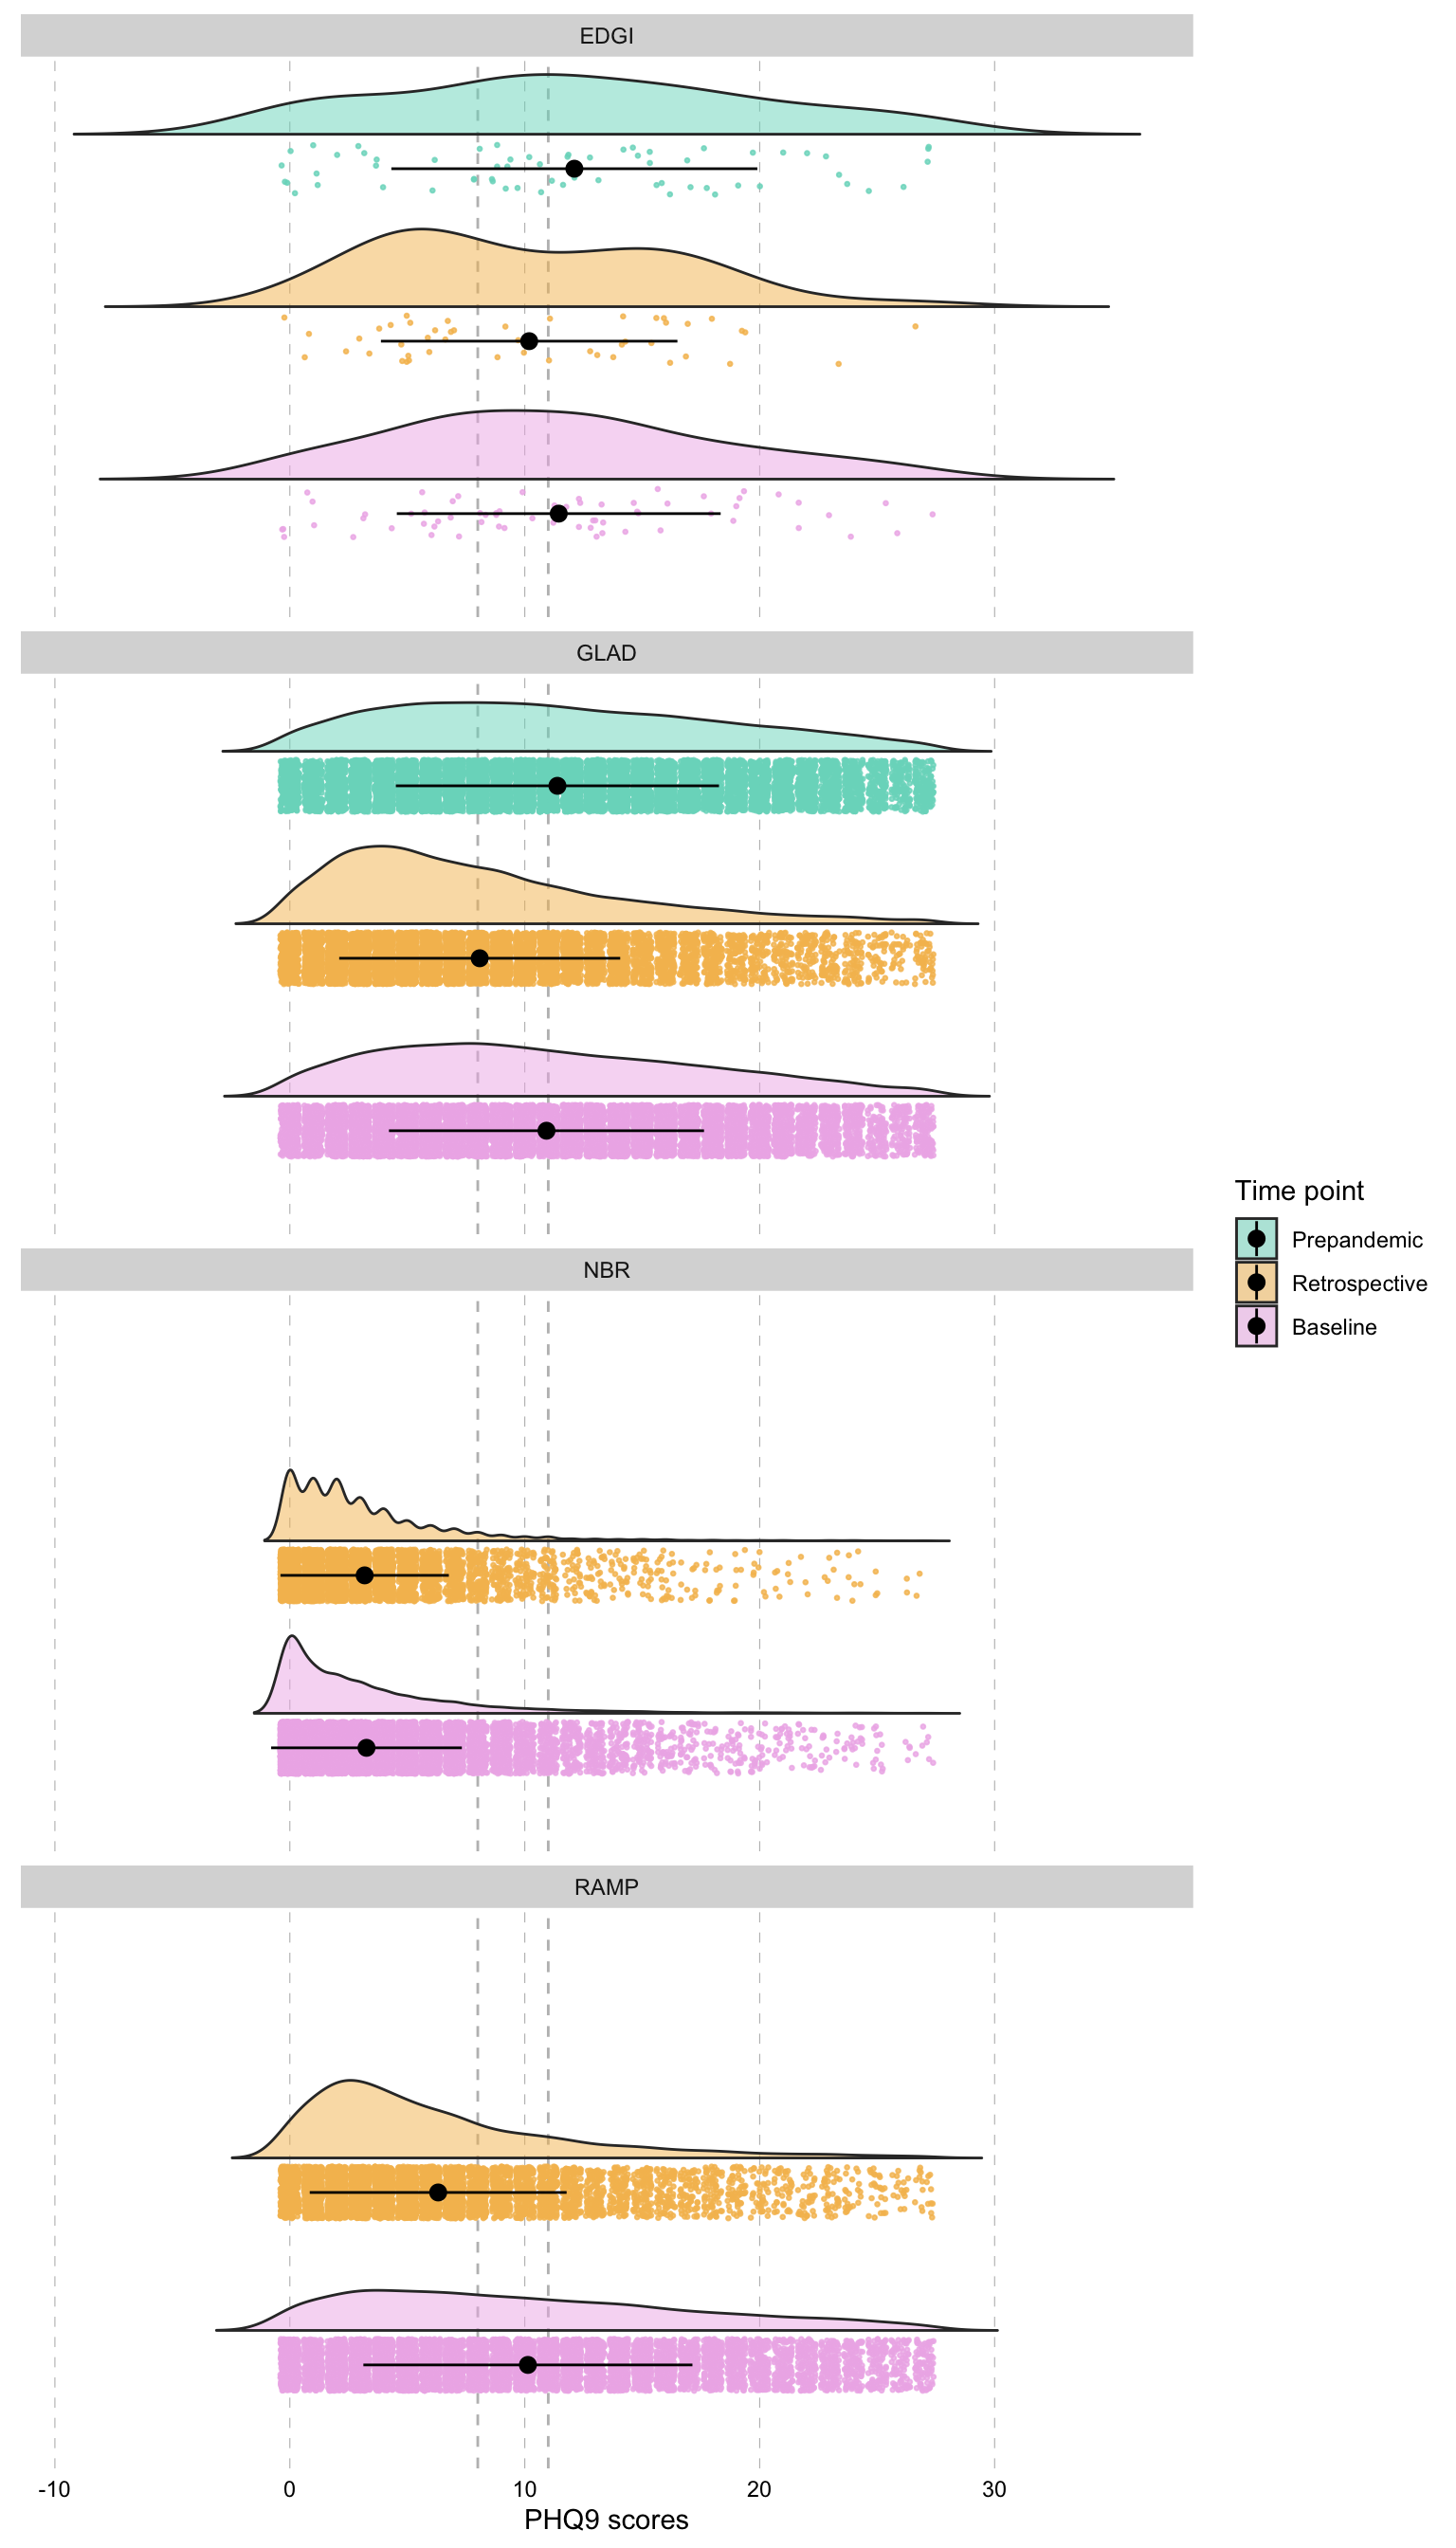 EDGI
GLAD
Time point
Prepandemic
Retrospective
Baseline
NBR
RAMP
-10 0 10 20 30
PHQ9 scores